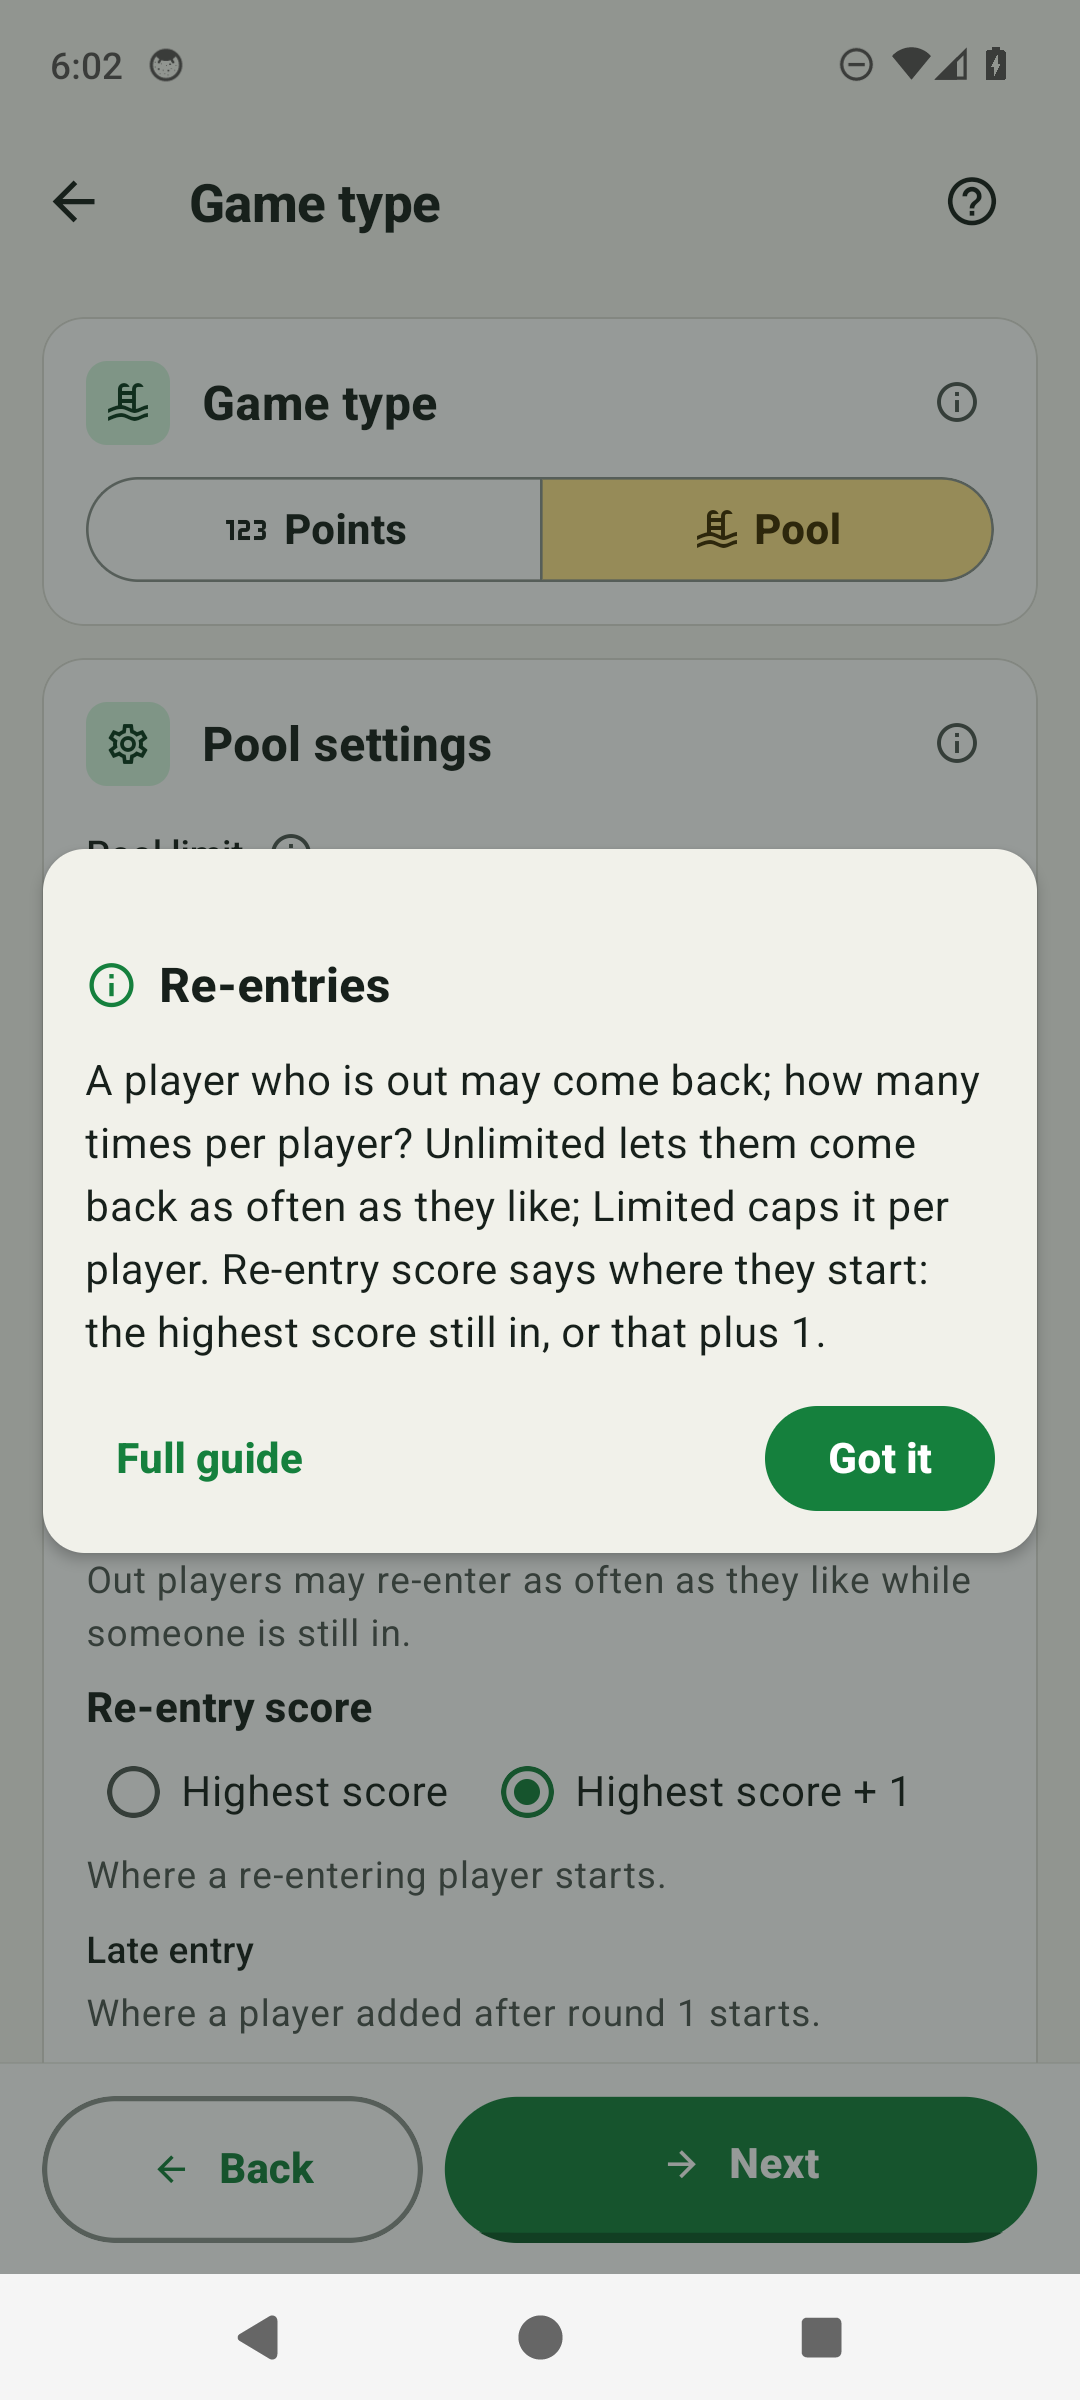 6:02
Game type
Game type
123 Points
Pool
Pool settings
Pool limit
Re-entries
A player who is out may come back; how many
times per player? Unlimited lets them come
back as often as they like; Limited caps it per
player. Re-entry score says where they start:
the highest score still in, or that plus 1.
Full guide
Got it
Out players may re-enter as often as they like while
someone is still in.
Re-entry score
Highest score
Highest score + 1
Where a re-entering player starts.
Late entry
Where a player added after round 1 starts.
Back
Next